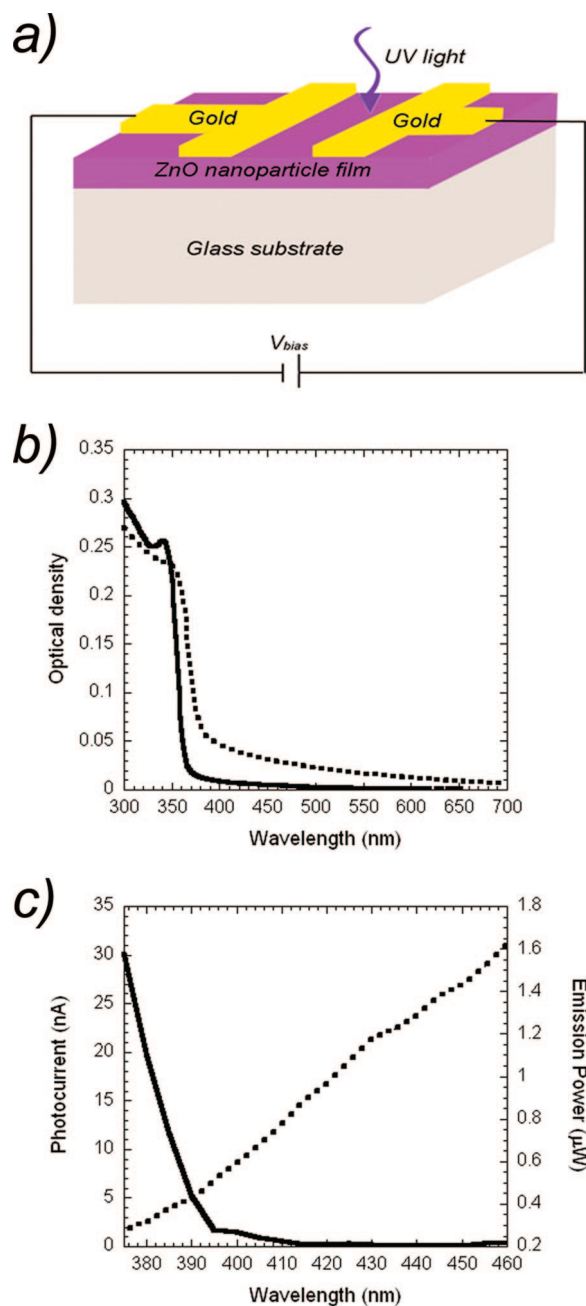 a)
UV light
Gold
Gold
ZnO nanoparticle film
Glass substrate
Vbias
b)
0.35
0.3
0.25
0.2
0.15
0.1
0.05
0
Optical density
300 350 400 450 500 550 600 650 700
Wavelength (nm)
c)
35
30
25
20
15
10
5
0
Photocurrent (nA)
1.8
1.6
1.4
1.2
1
0.8
0.6
0.4
0.2
Emission Power (μW)
380 390 400 410 420 430 440 450 460
Wavelength (nm)